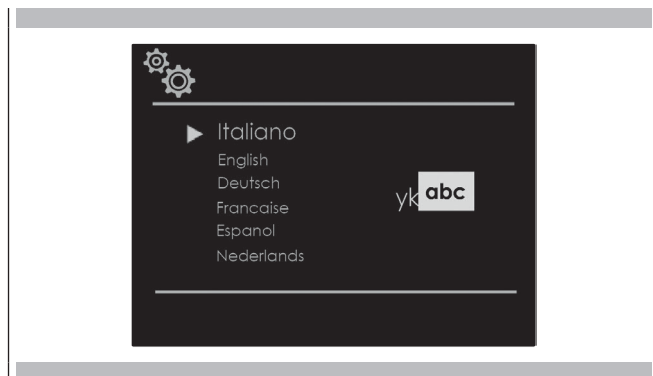 Italiano
English
Deutsch
Francaise
Espanol
Nederlands
yk abc